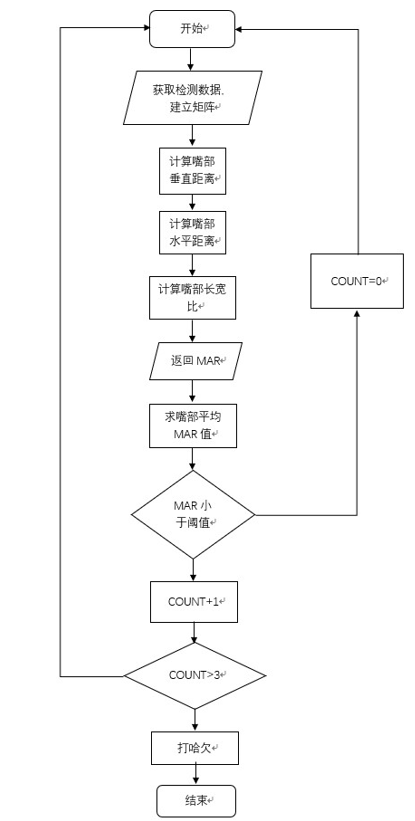 开始
获取检测数据，
建立矩阵
计算嘴部
垂直距离
计算嘴部
水平距离
COUNT=0
计算嘴部长宽
比
返回 MAR
求嘴部平均
MAR 值
MAR 小
于阈值
COUNT+1
COUNT>3
打哈欠
结束